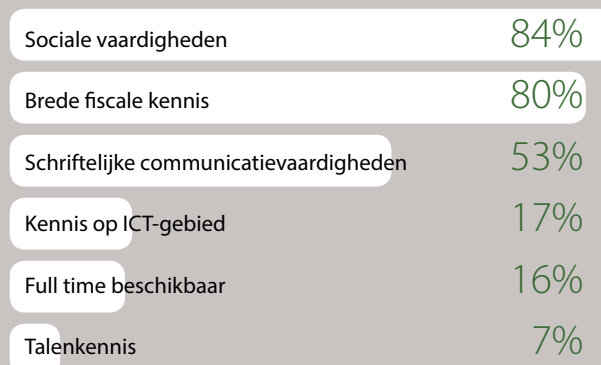 Sociale vaardigheden 84%
Brede fiscale kennis 80%
Schriftelijke communicatievaardigheden 53%
Kennis op ICT-gebied 17%
Full time beschikbaar 16%
Talenkennis 7%